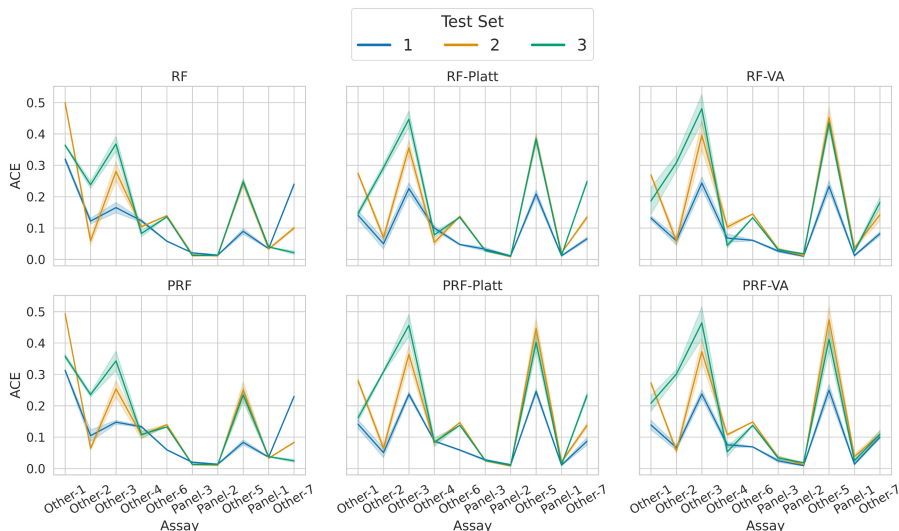 Test Set
1 2 3
RF RF-Platt RF-VA
0.5
0.4
0.3
0.2
0.1
0.0
ACE
PRF PRF-Platt PRF-VA
0.5
0.4
0.3
0.2
0.1
0.0
ACE
Other-1 Other-2 Other-3 Other-4 Other-6 Panel-3 Panel-2 Other-5 Panel-1 Other-7
Other-1 Other-2 Other-3 Other-4 Other-6 Panel-3 Panel-2 Other-5 Panel-1 Other-7
Other-1 Other-2 Other-3 Other-4 Other-6 Panel-3 Panel-2 Other-5 Panel-1 Other-7
Assay Assay Assay